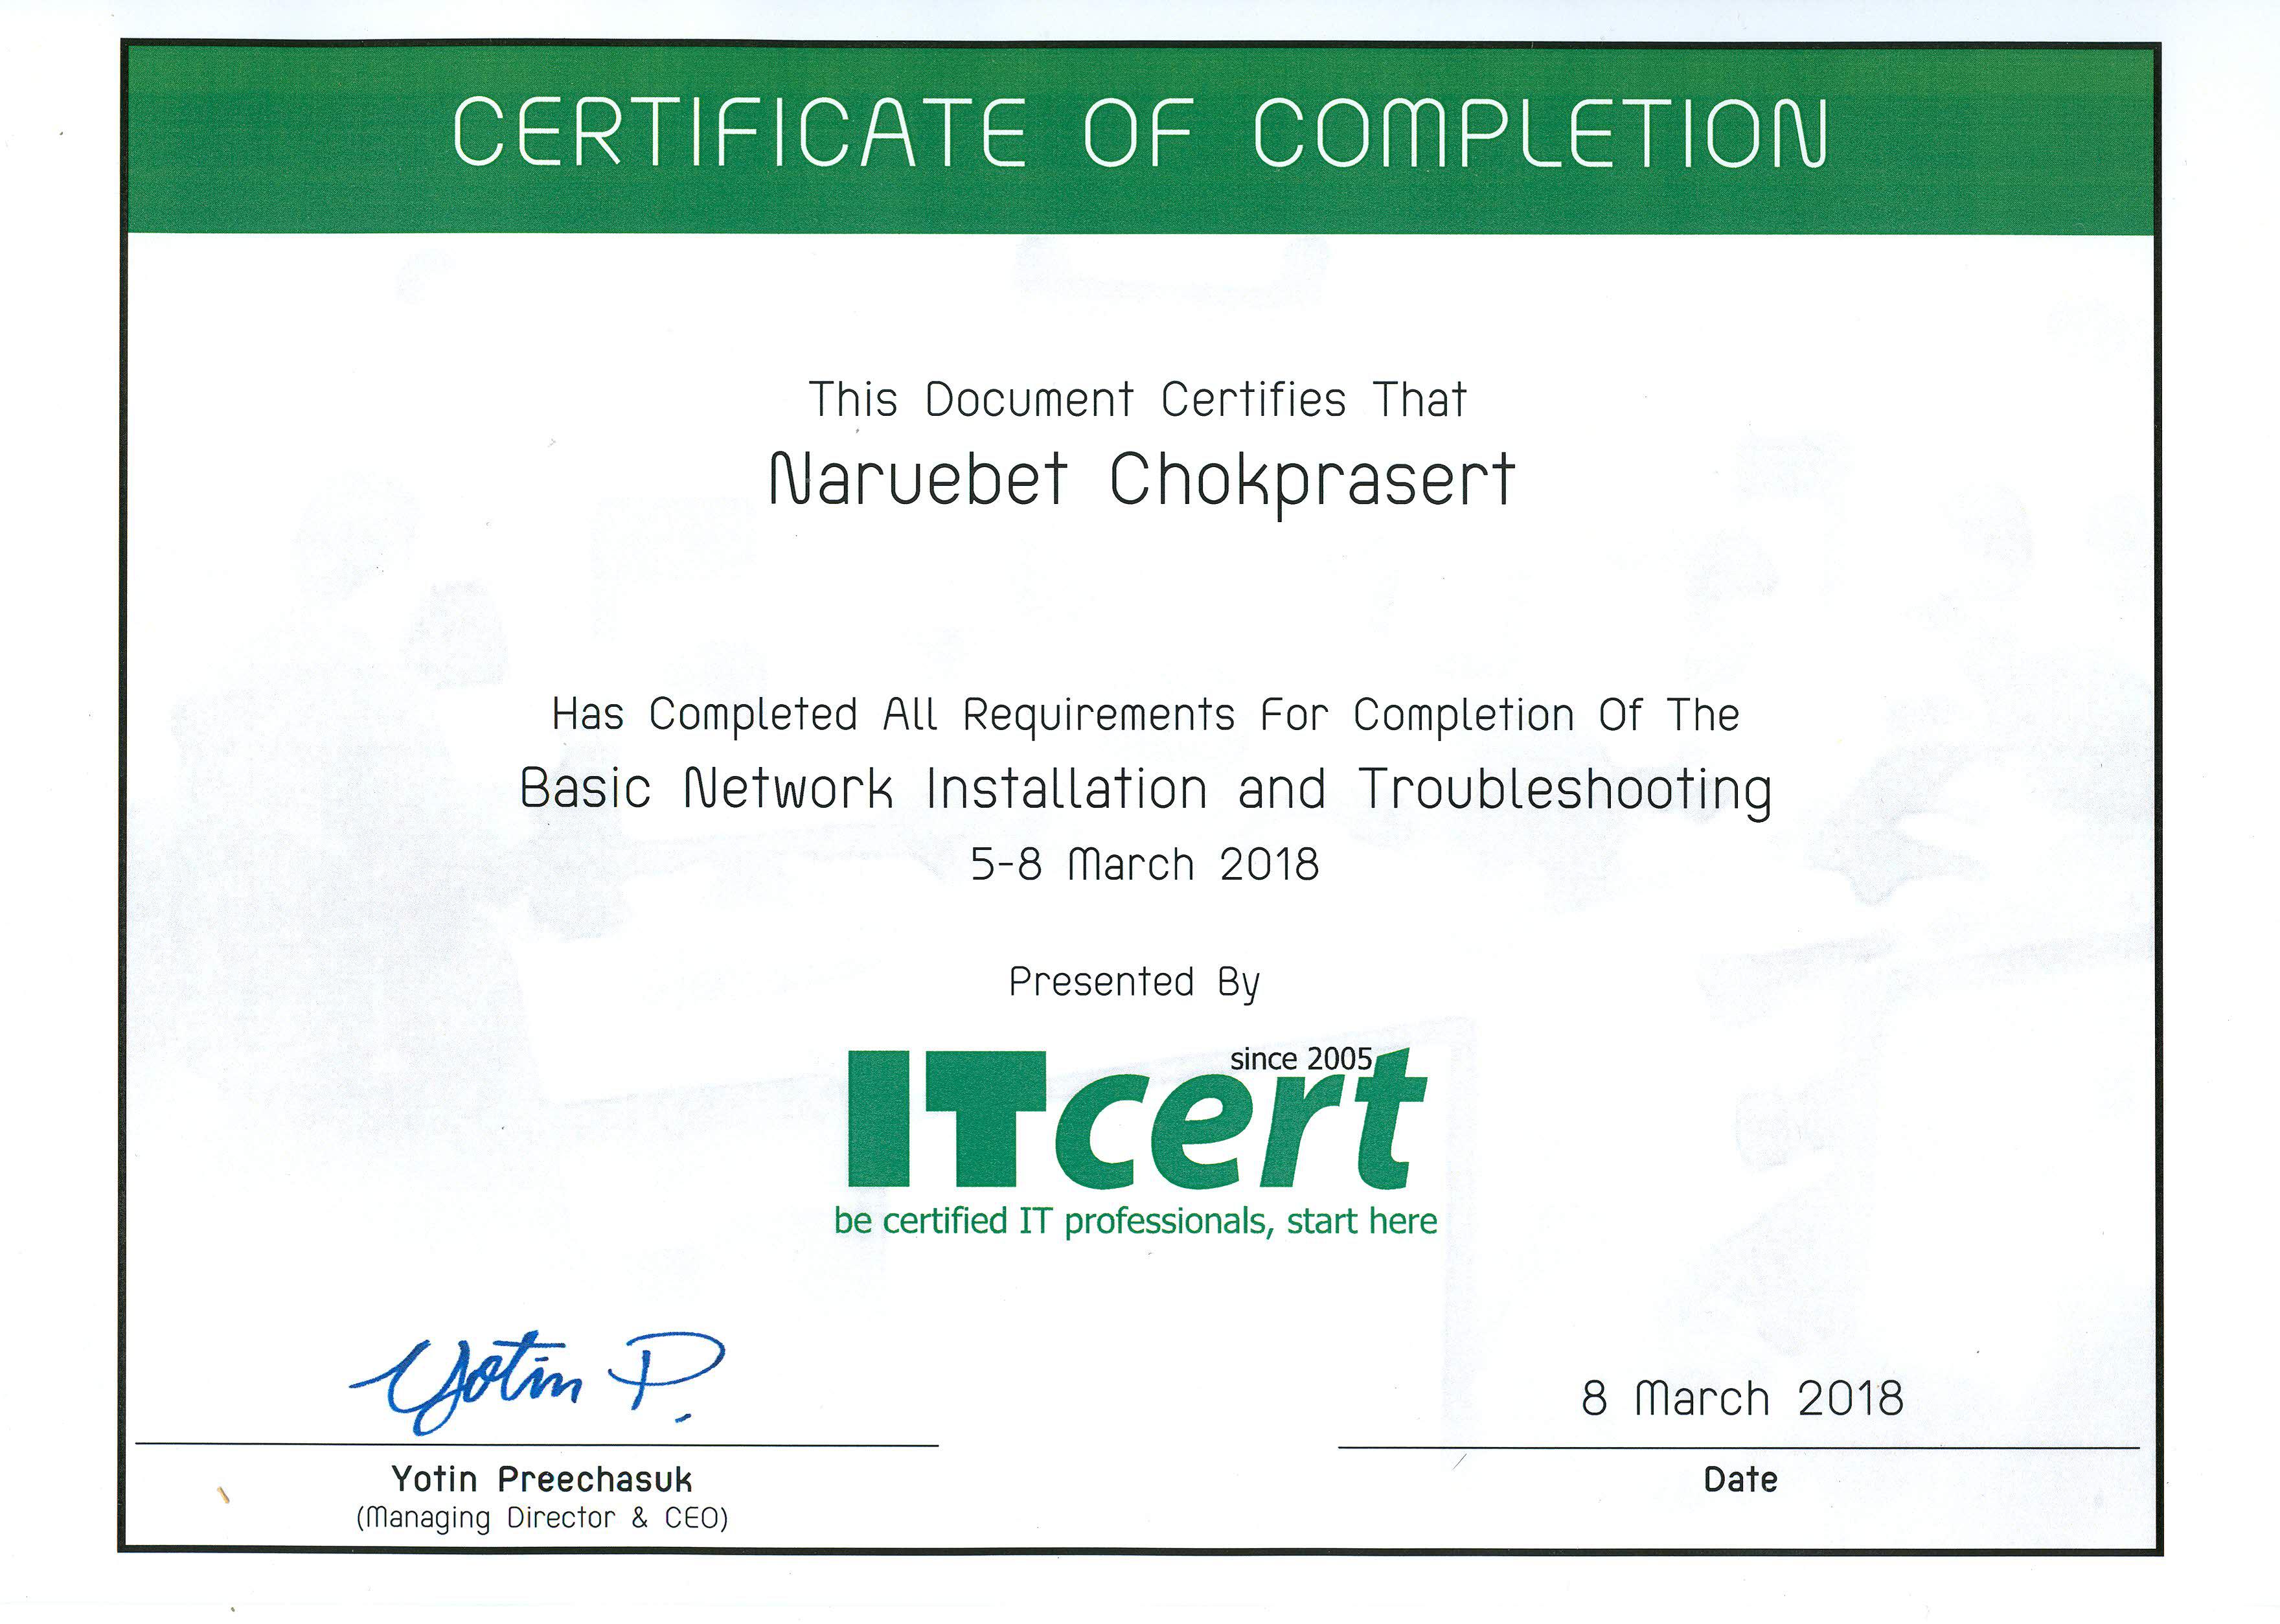 CERTIFICATE OF COMPLETION
This Document Certifies That
Naruebet Chokprasert
Has Completed All Requirements For Completion Of The
Basic Network Installation and Troubleshooting
5-8 March 2018
Presented By
since 2005
ITcert
be certified IT professionals, start here
Yotin P.
8 March 2018
Yotin Preechasuk
Date
(Managing Director & CEO)